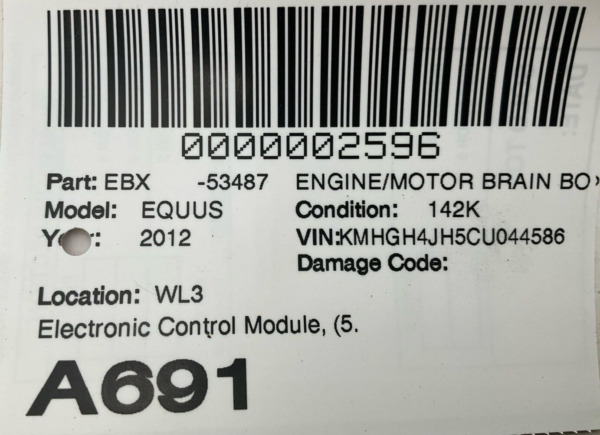 0000002596
Part: EBX -53487 ENGINE/MOTOR BRAIN BO
Model: EQUUS Condition: 142K
2012 VIN:KMHGH4JH5CU044586
Damage Code:
Location: WL3
Electronic Control Module, (5.
A691